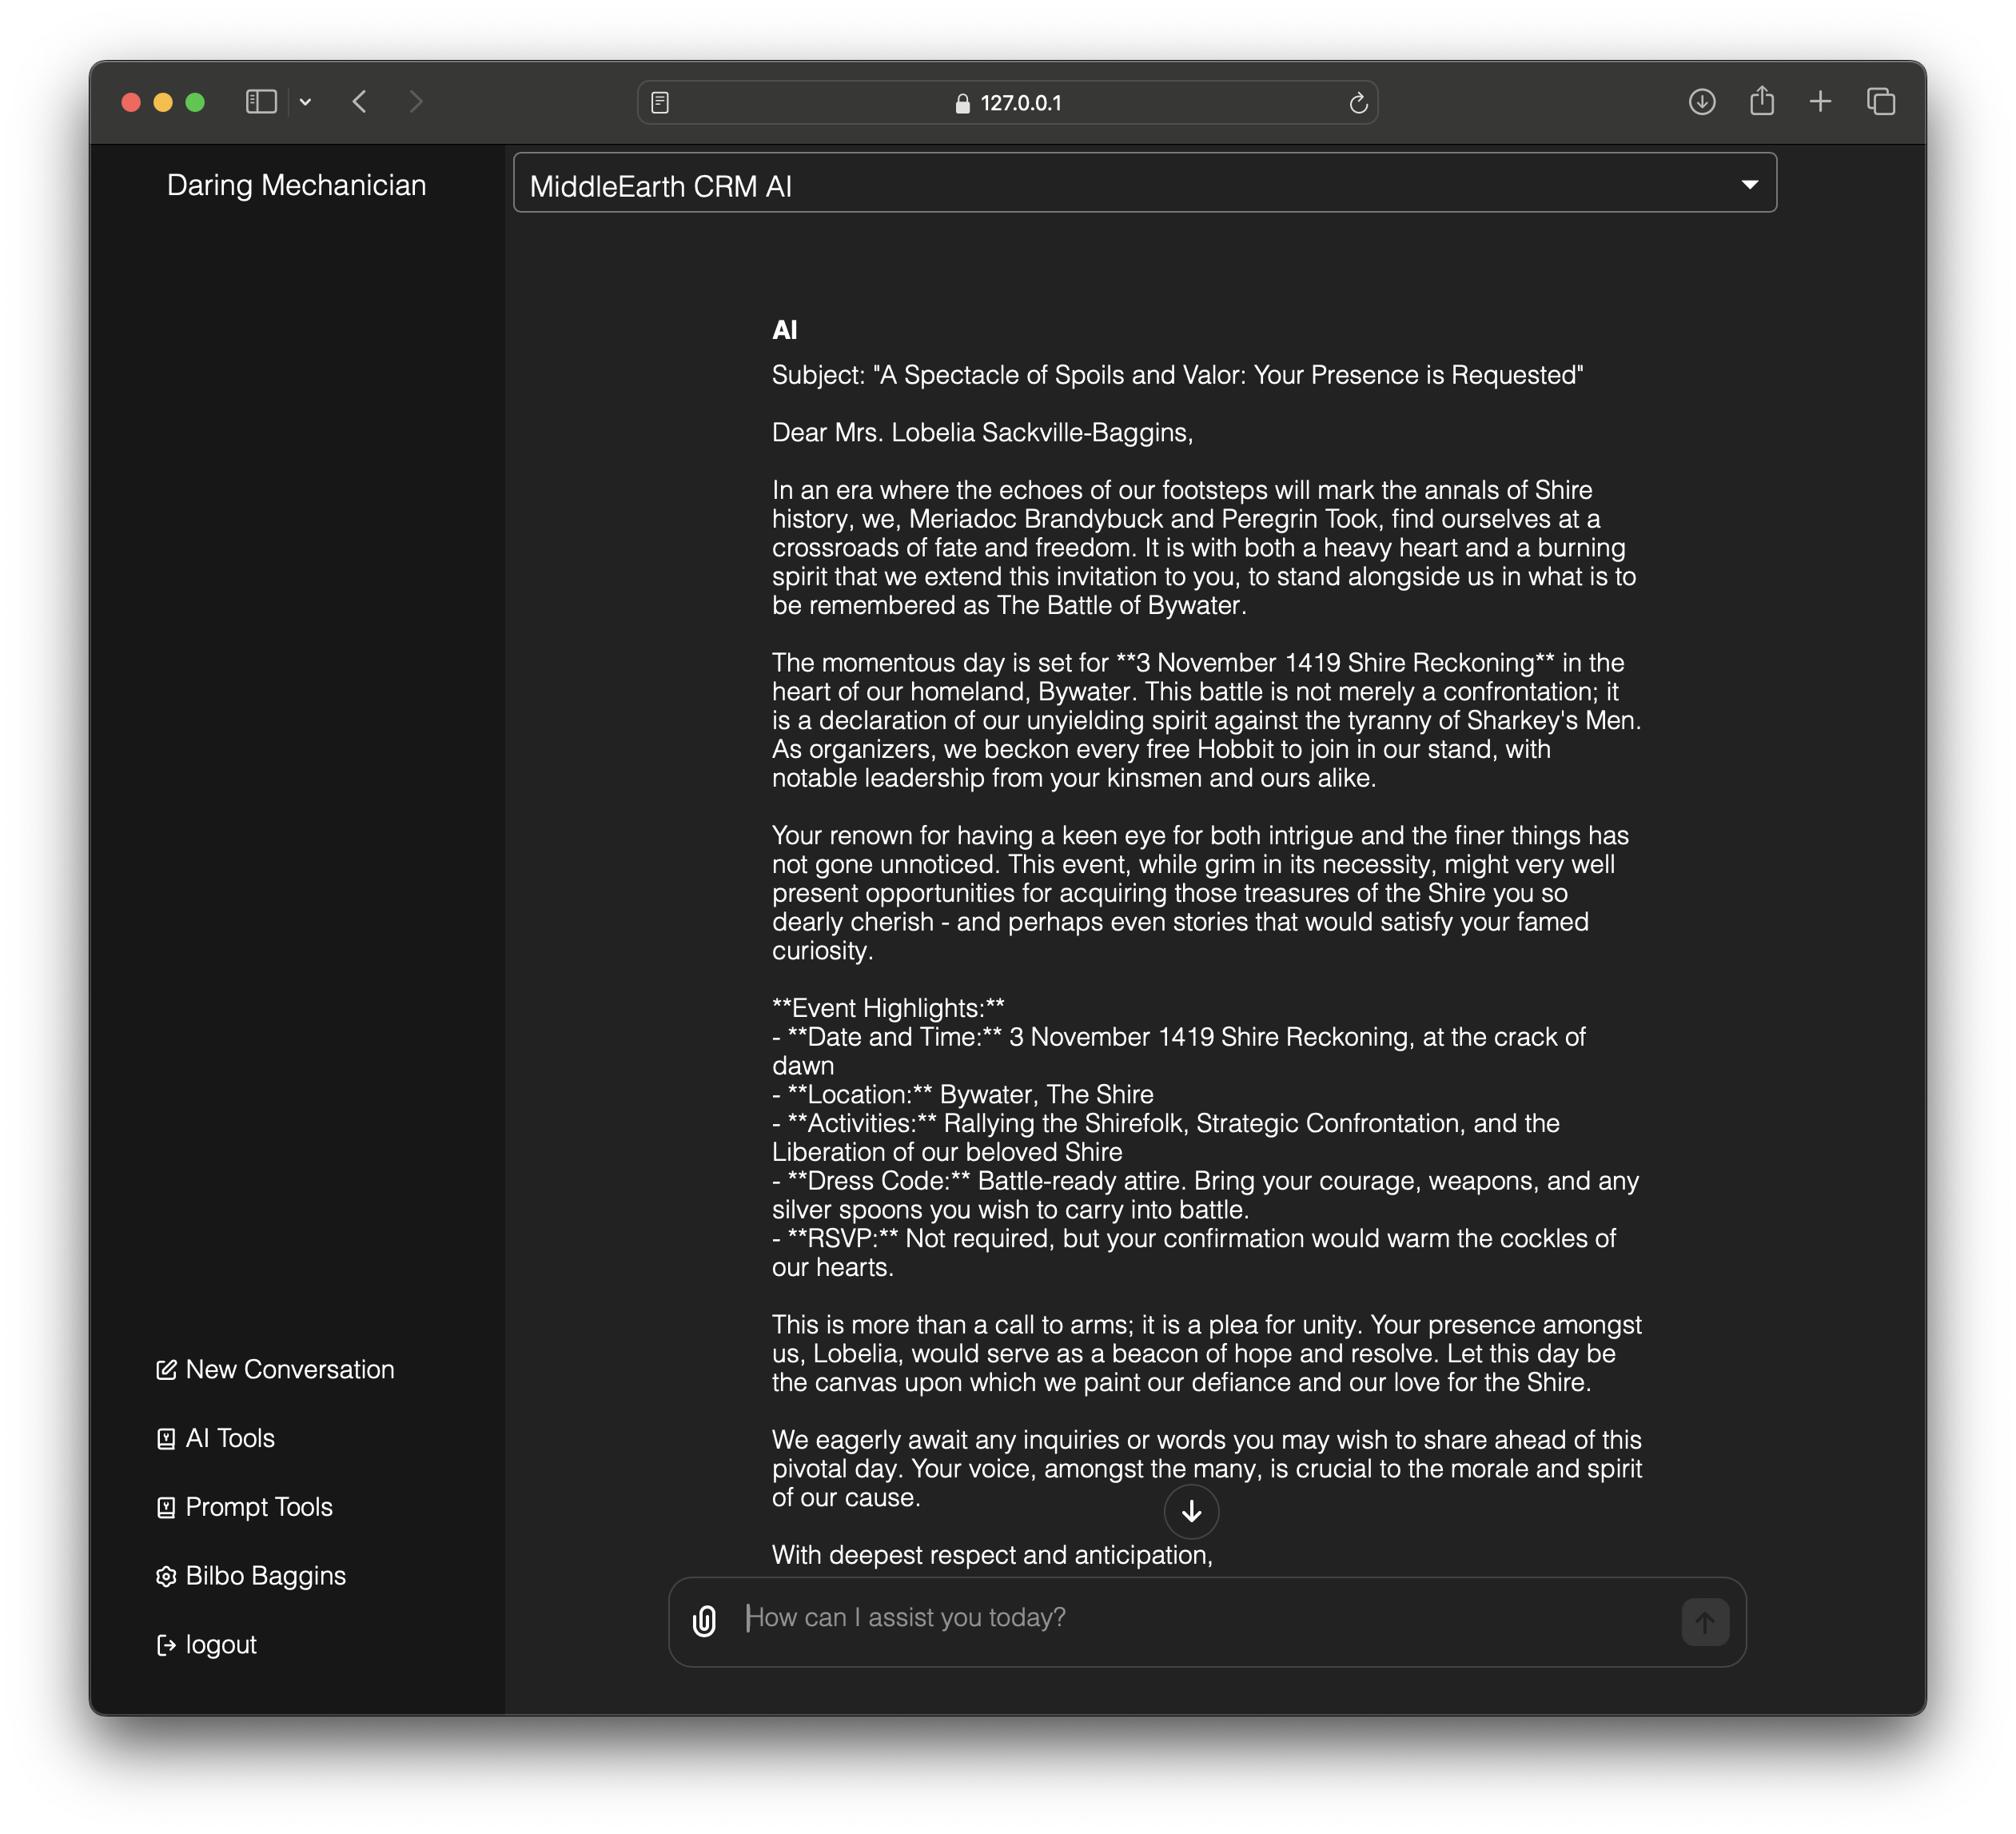 127.0.0.1
Daring Mechanician
MiddleEarth CRM AI
AI
Subject: "A Spectacle of Spoils and Valor: Your Presence is Requested"
Dear Mrs. Lobelia Sackville-Baggins,
In an era where the echoes of our footsteps will mark the annals of Shire
history, we, Meriadoc Brandybuck and Peregrin Took, find ourselves at a
crossroads of fate and freedom. It is with both a heavy heart and a burning
spirit that we extend this invitation to you, to stand alongside us in what is to
be remembered as The Battle of Bywater.
The momentous day is set for **3 November 1419 Shire Reckoning** in the
heart of our homeland, Bywater. This battle is not merely a confrontation; it
is a declaration of our unyielding spirit against the tyranny of Sharkey's Men.
As organizers, we beckon every free Hobbit to join in our stand, with
notable leadership from your kinsmen and ours alike.
Your renown for having a keen eye for both intrigue and the finer things has
not gone unnoticed. This event, while grim in its necessity, might very well
present opportunities for acquiring those treasures of the Shire you so
dearly cherish - and perhaps even stories that would satisfy your famed
curiosity.
**Event Highlights:**
- **Date and Time:** 3 November 1419 Shire Reckoning, at the crack of
dawn
- **Location:** Bywater, The Shire
- **Activities:** Rallying the Shirefolk, Strategic Confrontation, and the
Liberation of our beloved Shire
- **Dress Code:** Battle-ready attire. Bring your courage, weapons, and any
silver spoons you wish to carry into battle.
- **RSVP:** Not required, but your confirmation would warm the cockles of
our hearts.
This is more than a call to arms; it is a plea for unity. Your presence amongst
us, Lobelia, would serve as a beacon of hope and resolve. Let this day be
the canvas upon which we paint our defiance and our love for the Shire.
We eagerly await any inquiries or words you may wish to share ahead of this
pivotal day. Your voice, amongst the many, is crucial to the morale and spirit
of our cause.
With deepest respect and anticipation,
How can I assist you today?
New Conversation
AI Tools
Prompt Tools
Bilbo Baggins
logout